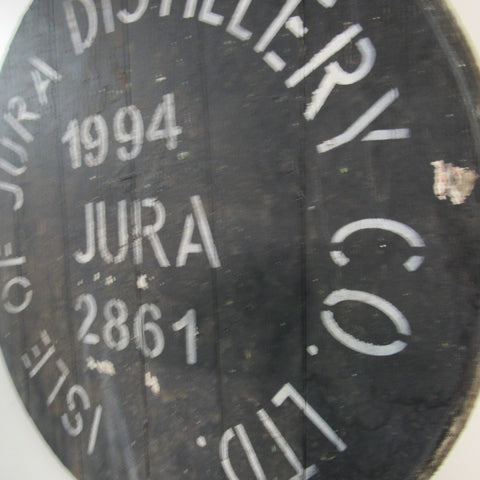 ISLE OF JURA DISTILLERY CO. LTD.
1994
JURA
2861